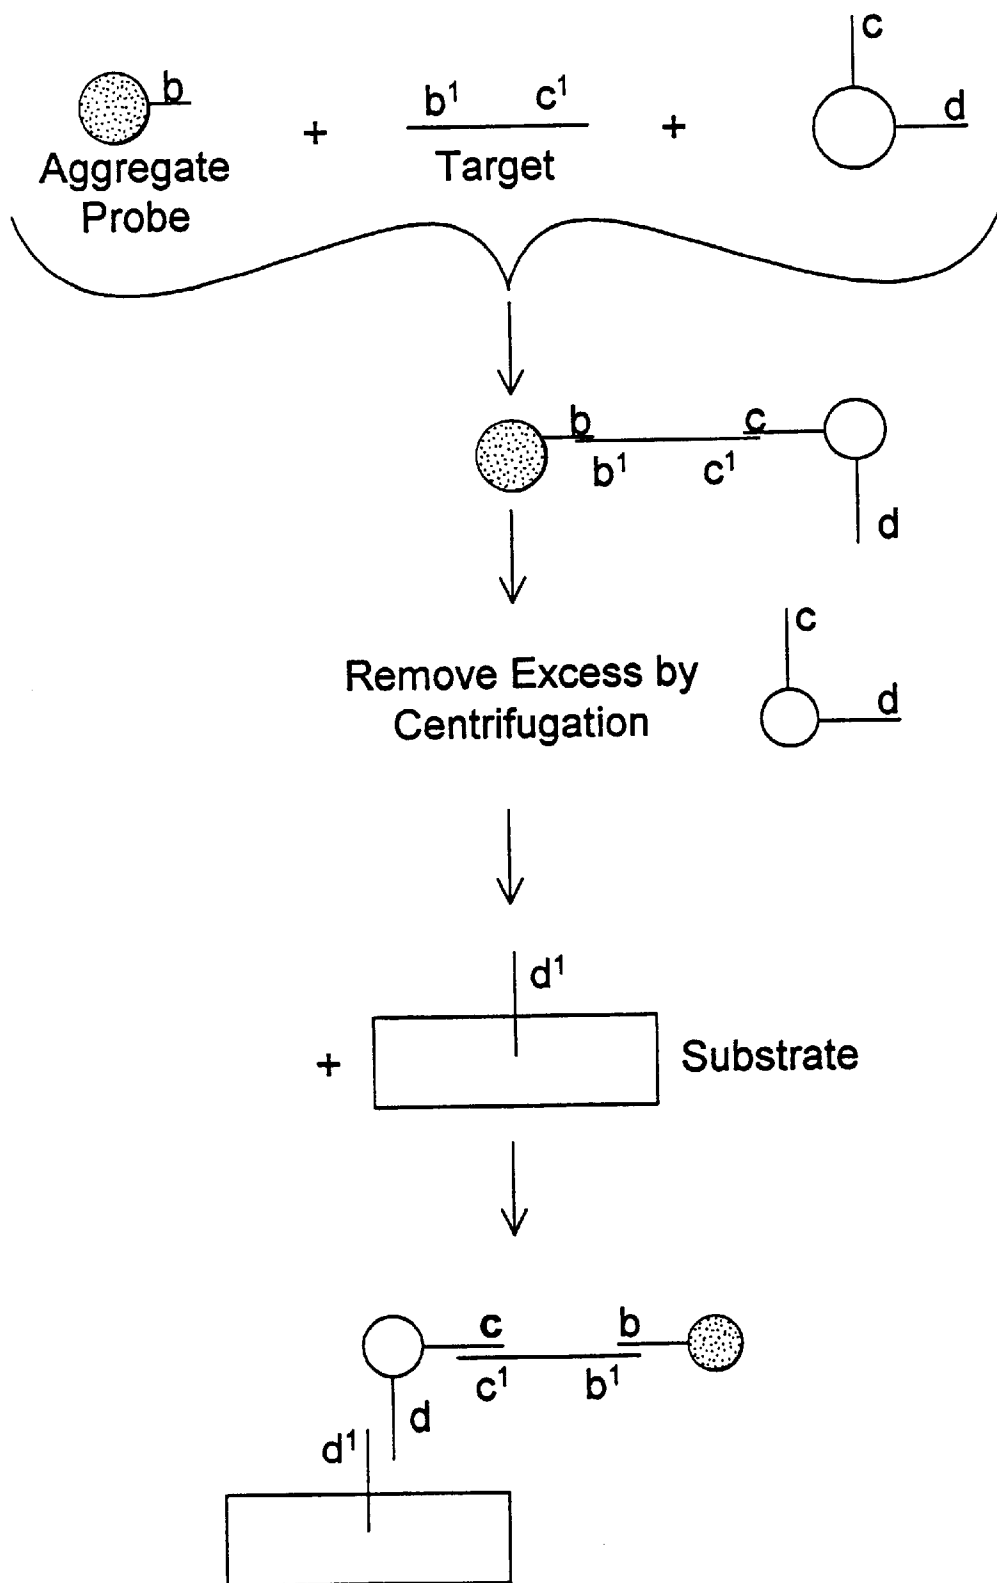 c
b
b¹ c¹
d
+
+
Aggregate
Probe
Target
b
c
b¹ c¹
d
c
Remove Excess by
Centrifugation
d
d¹
+
Substrate
c
b
c¹ b¹
d
d¹